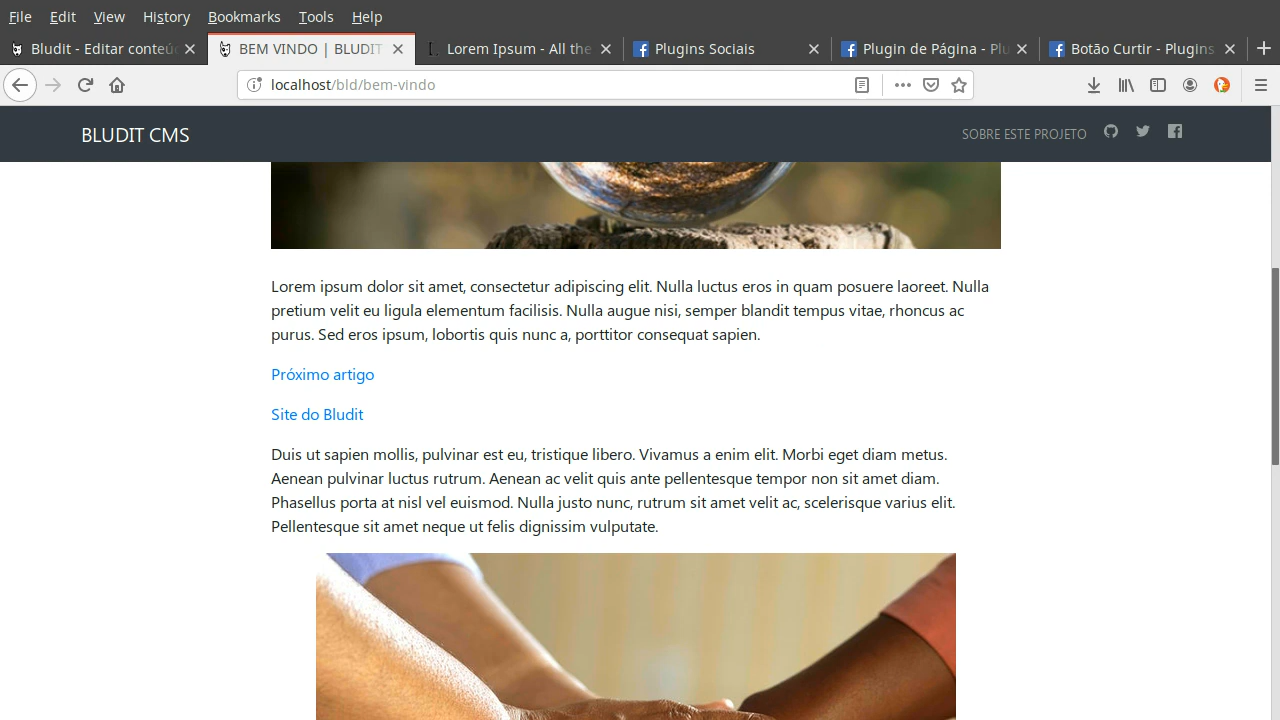 File Edit View History Bookmarks Tools Help
Bludit - Editar conteú
BEM VINDO | BLUDIT
Lorem Ipsum - All the
Plugins Sociais
Plugin de Página - Plu
Botão Curtir - Plugins
localhost/bld/bem-vindo
BLUDIT CMS
SOBRE ESTE PROJETO
Lorem ipsum dolor sit amet, consectetur adipiscing elit. Nulla luctus eros in quam posuere laoreet. Nulla
pretium velit eu ligula elementum facilisis. Nulla augue nisi, semper blandit tempus vitae, rhoncus ac
purus. Sed eros ipsum, lobortis quis nunc a, porttitor consequat sapien.
Próximo artigo
Site do Bludit
Duis ut sapien mollis, pulvinar est eu, tristique libero. Vivamus a enim elit. Morbi eget diam metus.
Aenean pulvinar luctus rutrum. Aenean ac velit quis ante pellentesque tempor non sit amet diam.
Phasellus porta at nisl vel euismod. Nulla justo nunc, rutrum sit amet velit ac, scelerisque varius elit.
Pellentesque sit amet neque ut felis dignissim vulputate.